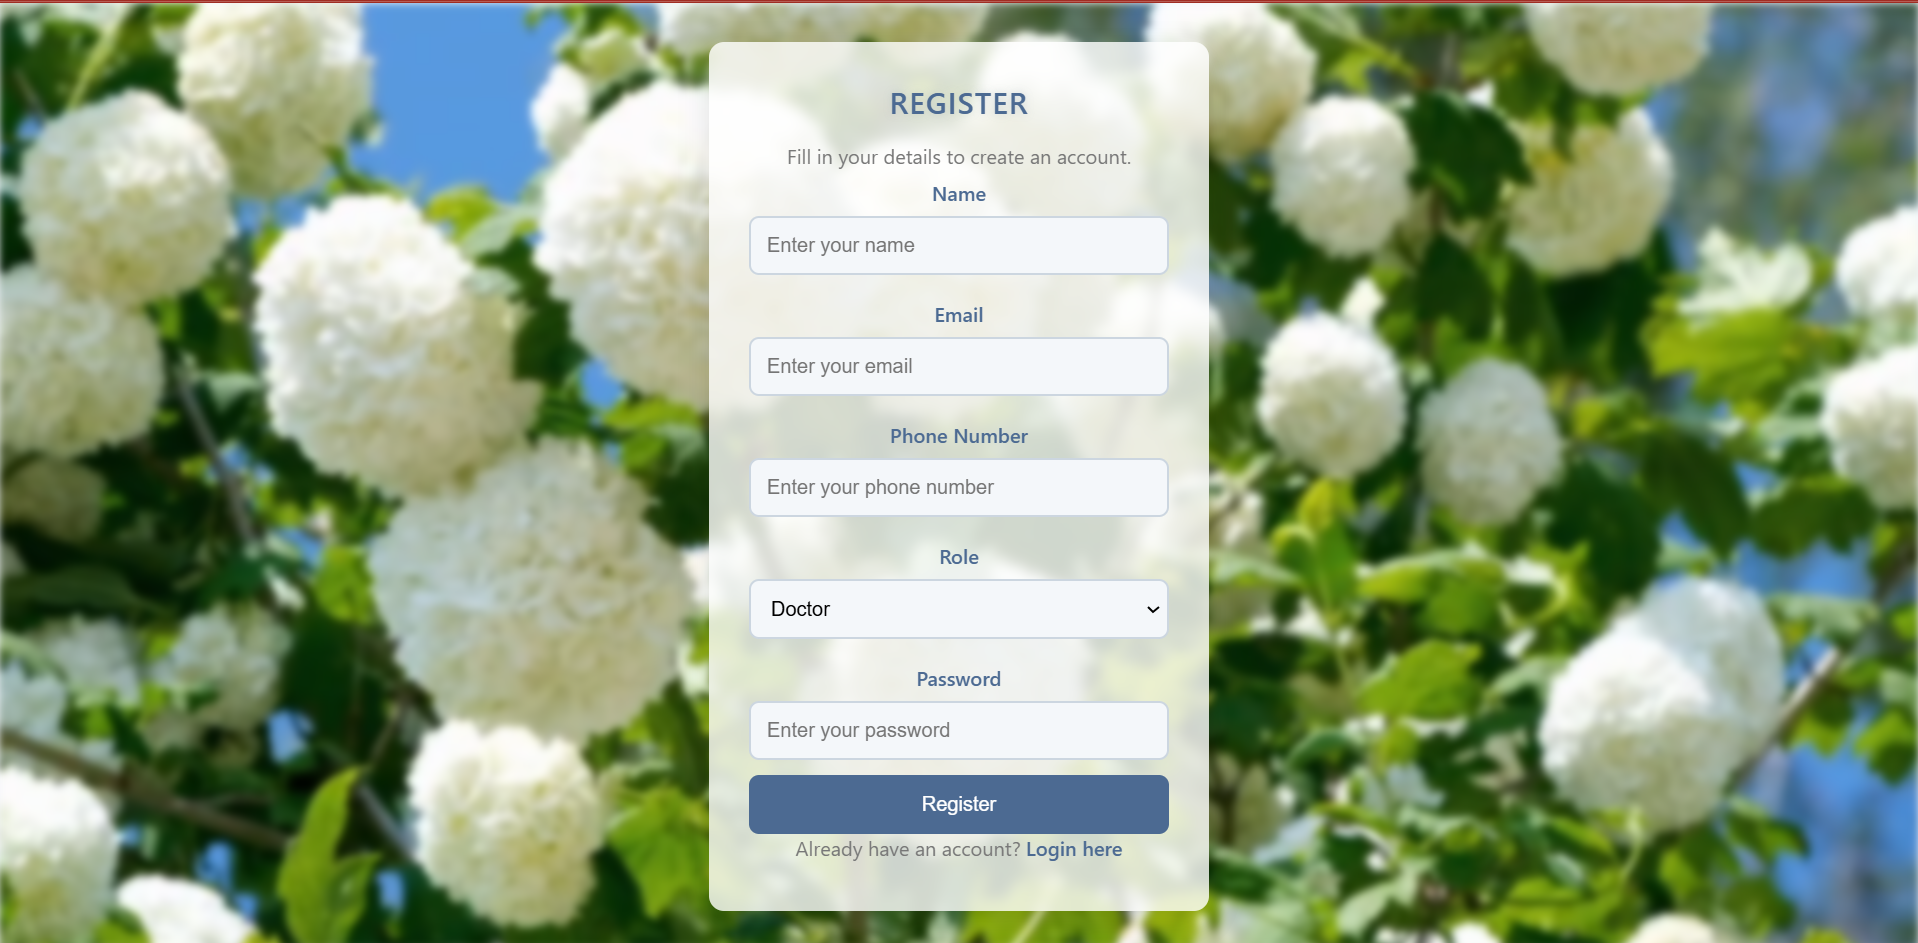 REGISTER
Fill in your details to create an account.
Name
Enter your name
Email
Enter your email
Phone Number
Enter your phone number
Role
Doctor
Password
Enter your password
Register
Already have an account? Login here